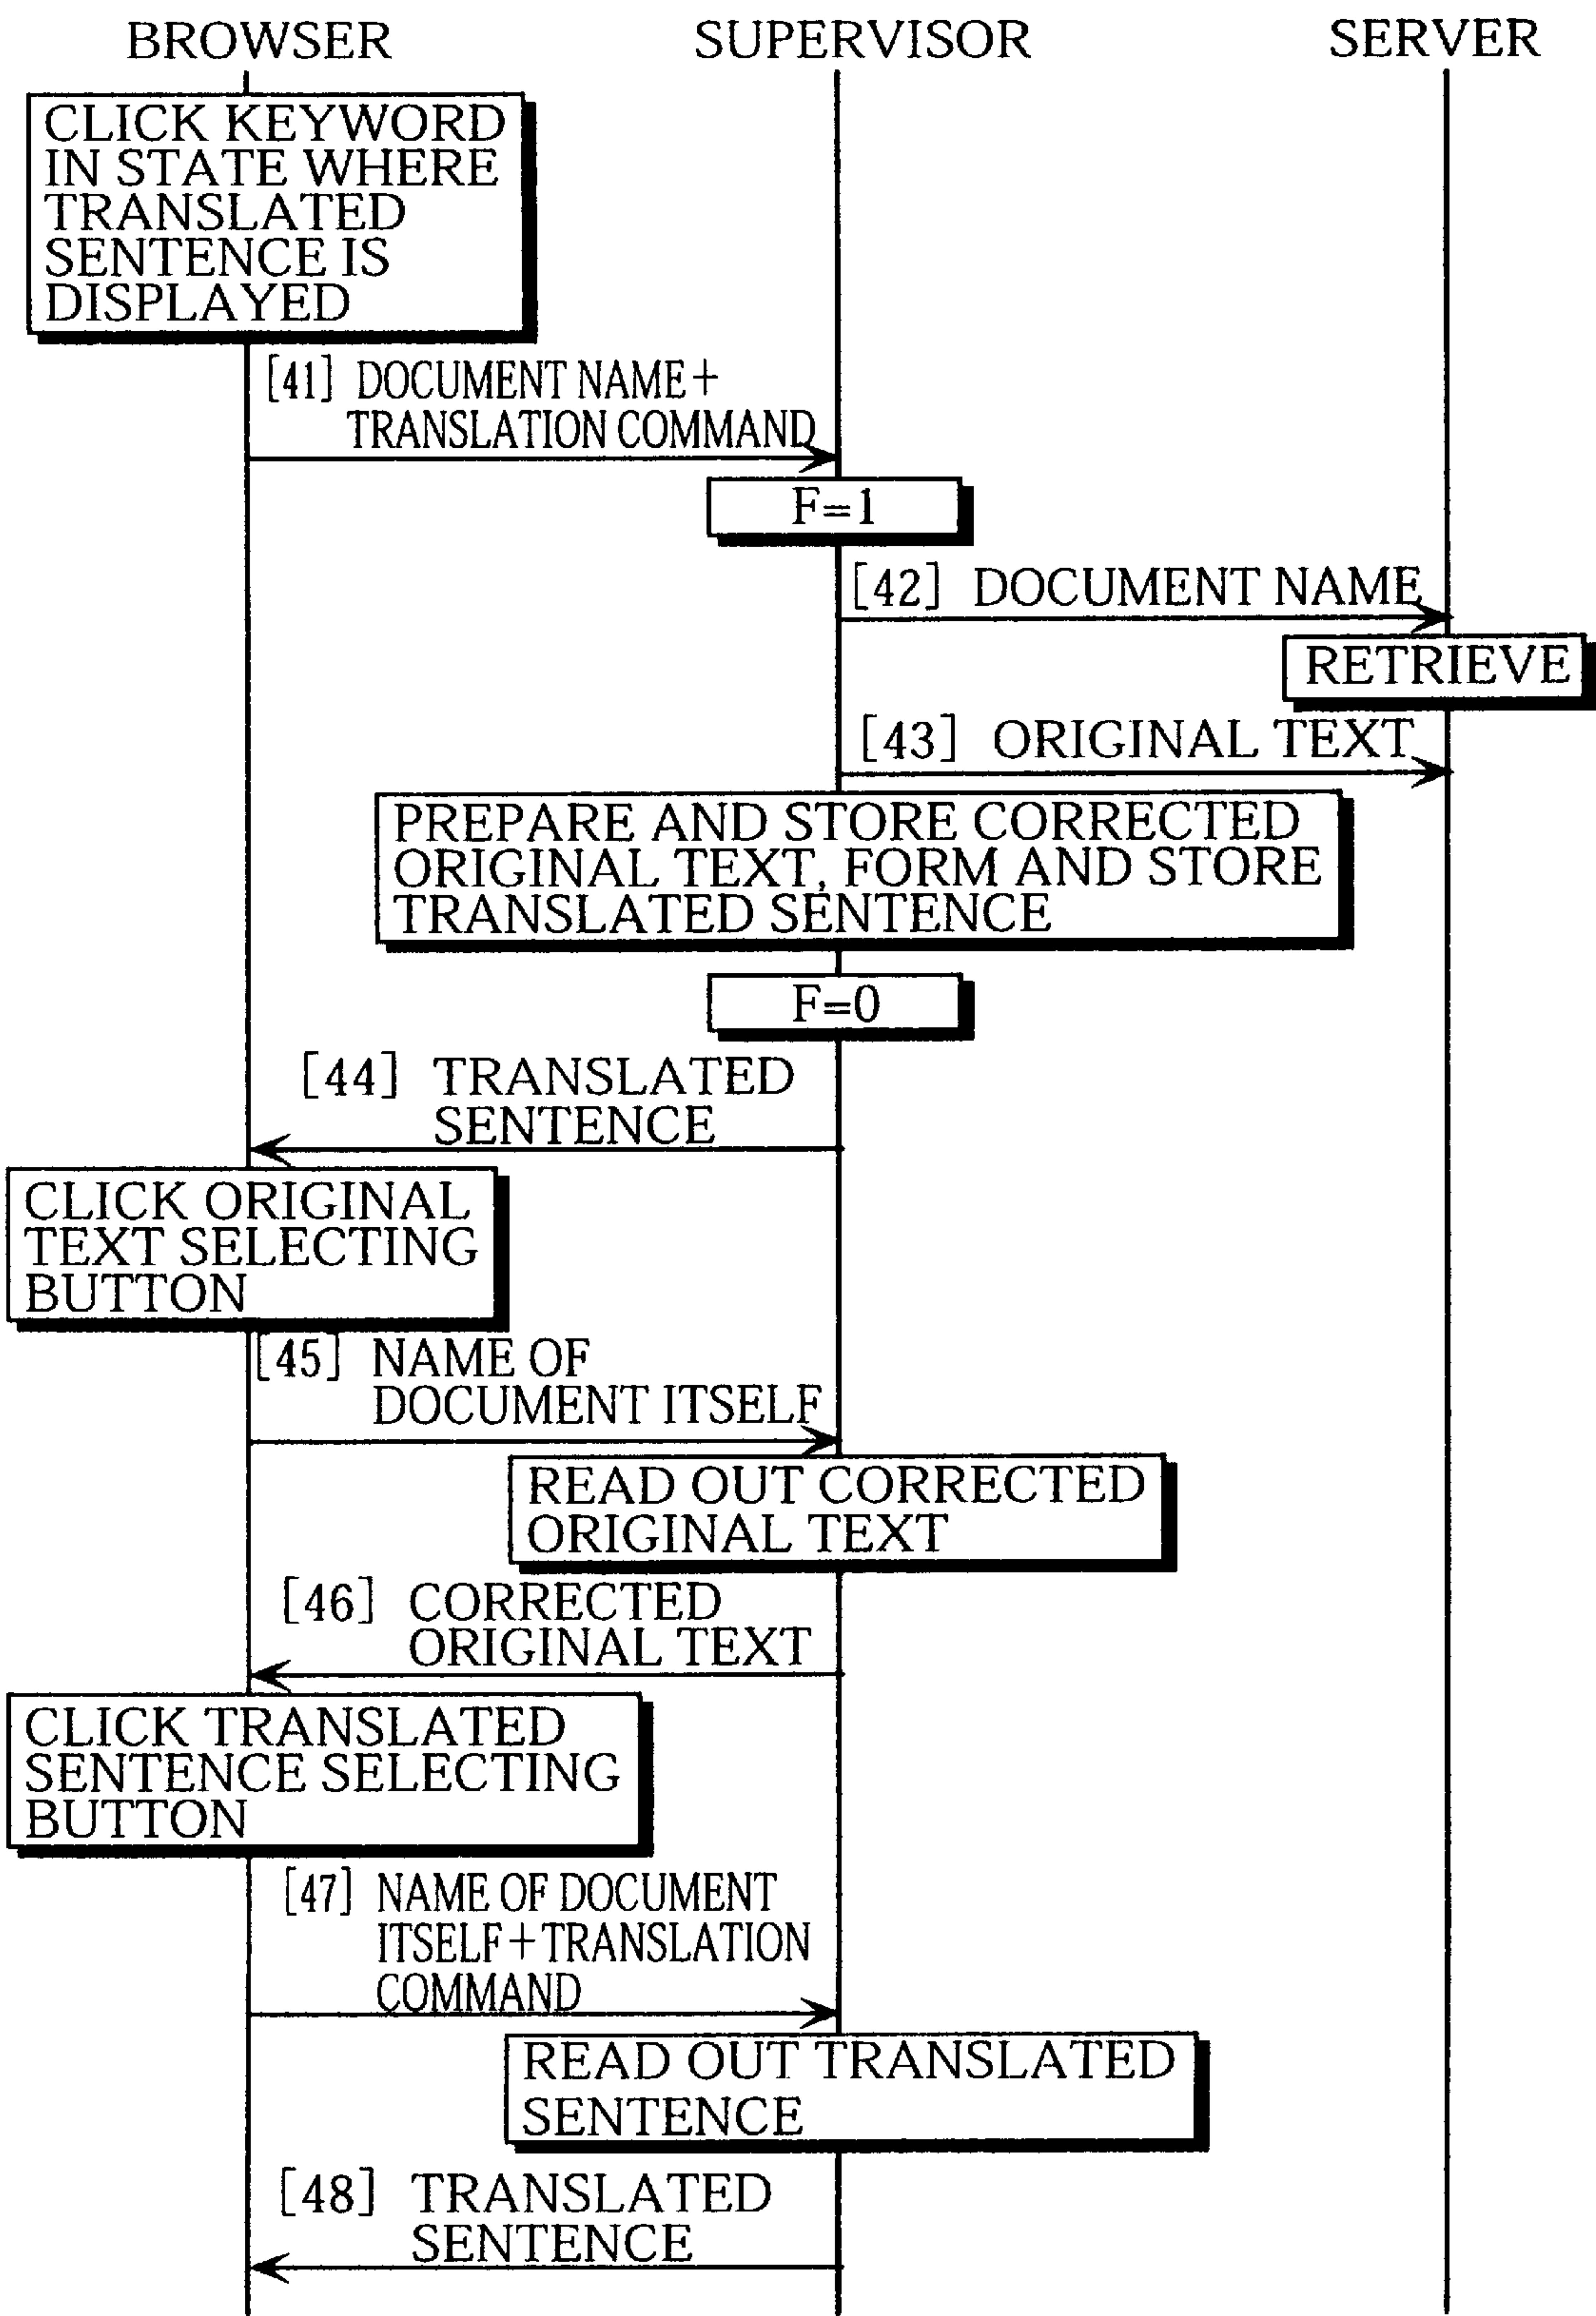 BROWSER SUPERVISOR SERVER
CLICK KEYWORD
IN STATE WHERE
TRANSLATED
SENTENCE IS
DISPLAYED
[41] DOCUMENT NAME+
TRANSLATION COMMAND
F=1
[42] DOCUMENT NAME
RETRIEVE
[43] ORIGINAL TEXT
PREPARE AND STORE CORRECTED
ORIGINAL TEXT, FORM AND STORE
TRANSLATED SENTENCE
F=0
[44] TRANSLATED
SENTENCE
CLICK ORIGINAL
TEXT SELECTING
BUTTON
[45] NAME OF
DOCUMENT ITSELF
READ OUT CORRECTED
ORIGINAL TEXT
[46] CORRECTED
ORIGINAL TEXT
CLICK TRANSLATED
SENTENCE SELECTING
BUTTON
[47] NAME OF DOCUMENT
ITSELF+TRANSLATION
COMMAND
READ OUT TRANSLATED
SENTENCE
[48] TRANSLATED
SENTENCE